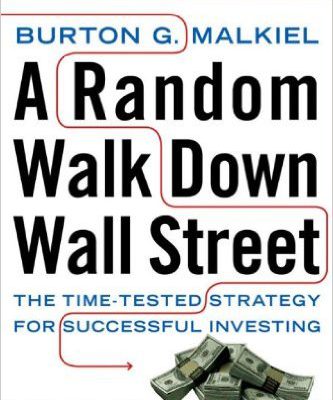 BURTON G. MALKIEL
A Random
Walk Down
Wall Street
THE TIME-TESTED STRATEGY
FOR SUCCESSFUL INVESTING